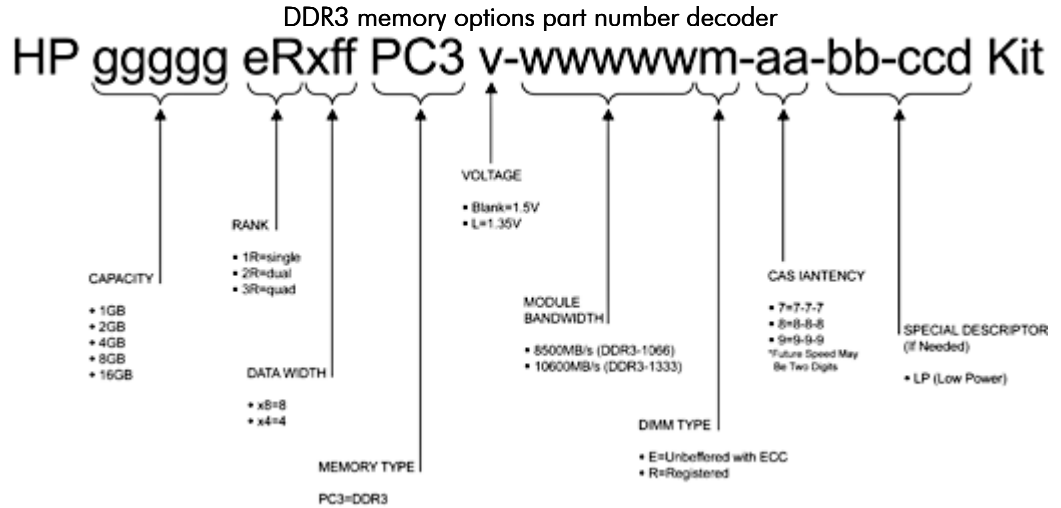 DDR3 memory options part number decoder
HP ggggg eRxff PC3 v-wwwwwm-aa-bb-ccd Kit
VOLTAGE
▪ Blank=1.5V
▪ L=1.35V
RANK
▪ 1R=single
▪ 2R=dual
▪ 3R=quad
CAPACITY
+ 1GB
+ 2GB
+ 4GB
+ 8GB
+ 16GB
CAS IANTENCY
▪ 7=7-7-7
▪ 8=8-8-8
▪ 9=9-9-9
*Future Speed May
Be Two Digits
MODULE
BANDWIDTH
▪ 8500MB/s (DDR3-1066)
▪ 10600MB/s (DDR3-1333)
SPECIAL DESCRIPTOR
(If Needed)
▪ LP (Low Power)
DATA WIDTH
+ x8=8
+ x4=4
DIMM TYPE
▪ E=Unbeffered with ECC
▪ R=Registered
MEMORY TYPE
PC3=DDR3